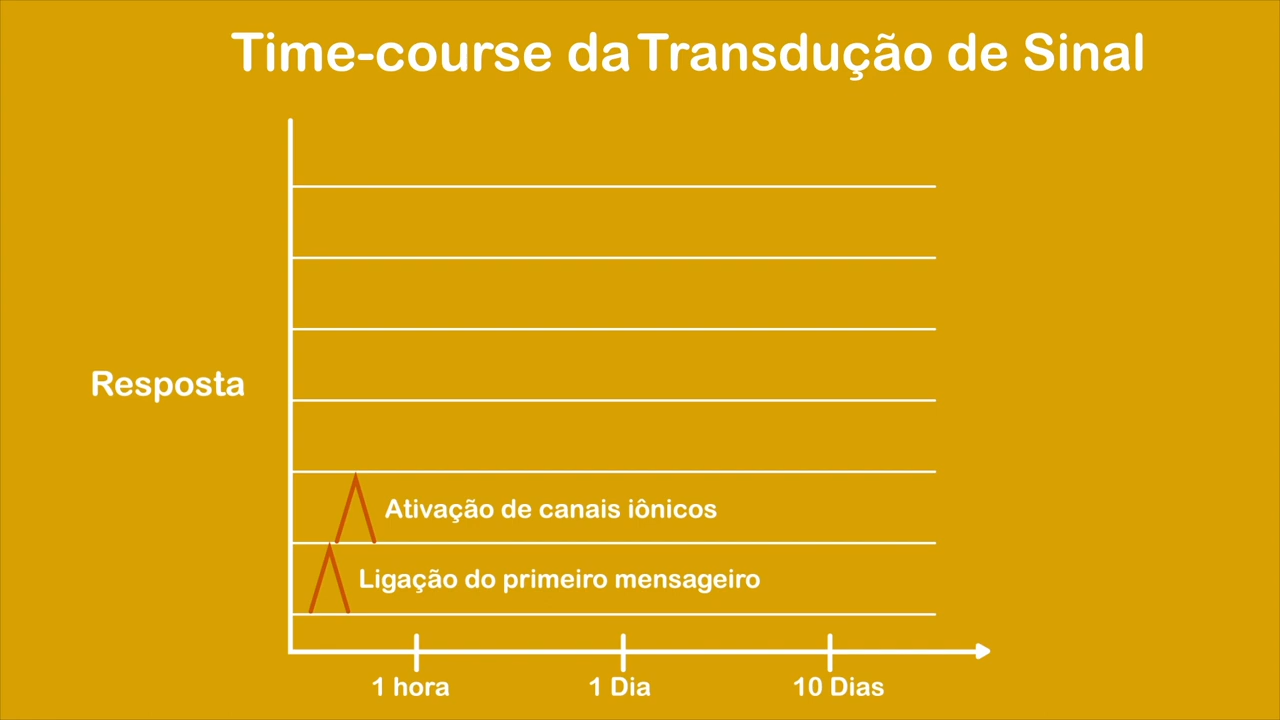 Time-course da Transdução de Sinal
Resposta
Ativação de canais iônicos
Ligação do primeiro mensageiro
1 hora
1 Dia
10 Dias